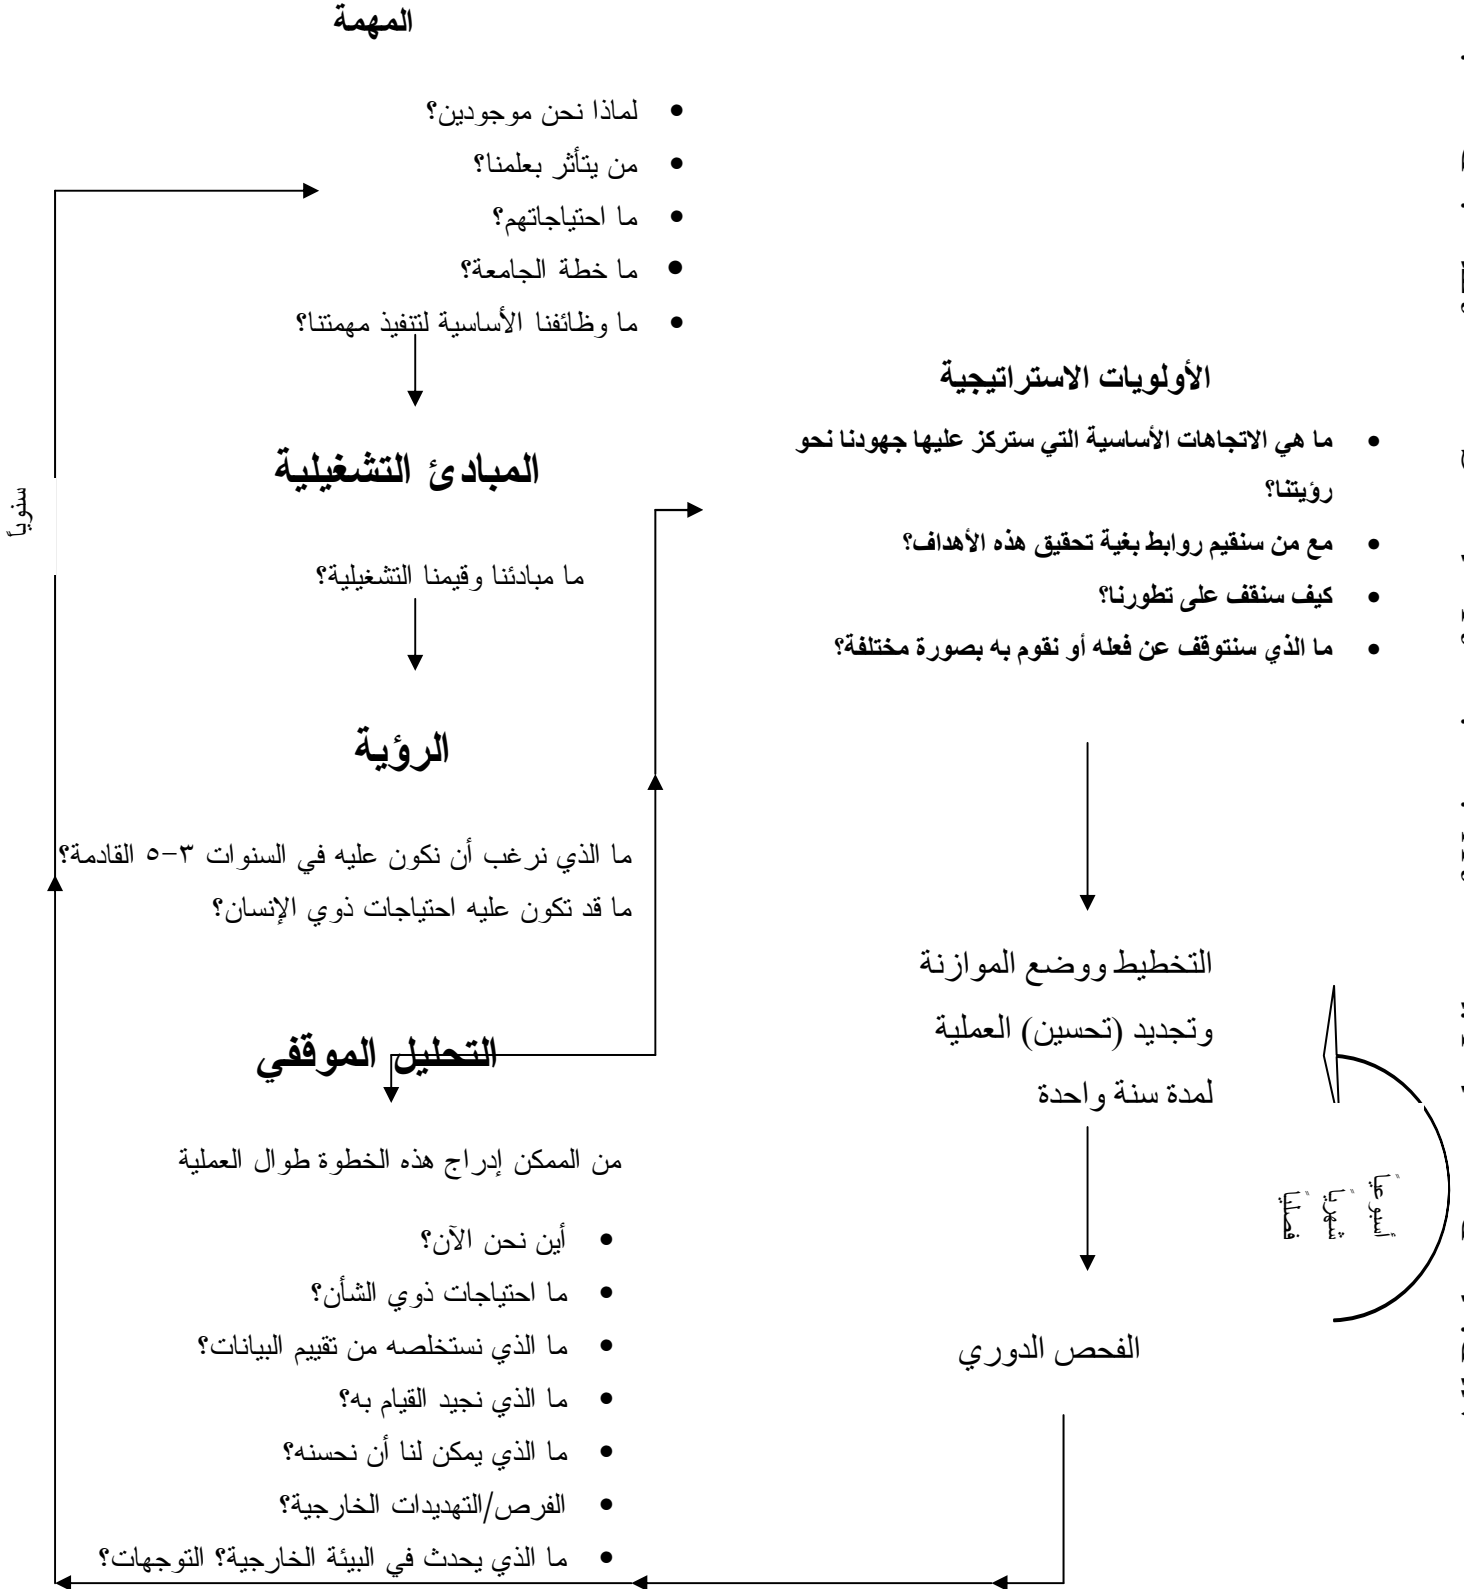 المهمة
• لماذا نحن موجودين؟
• من يتأثر بعلمنا؟
• ما احتياجاتهم؟
• ما خطة الجامعة؟
• ما وظائفنا الأساسية لتنفيذ مهمتنا؟
المبادئ التشغيلية
ما مبادئنا وقيمنا التشغيلية؟
الرؤية
ما الذي نرغب أن نكون عليه في السنوات ٣-٥ القادمة؟
ما قد تكون عليه احتياجات ذوي الإنسان؟
التحليل الموقفي
من الممكن إدراج هذه الخطوة طوال العملية
• أين نحن الآن؟
• ما احتياجات ذوي الشأن؟
• ما الذي نستخلصه من تقييم البيانات؟
• ما الذي نجيد القيام به؟
• ما الذي يمكن لنا أن نحسنه؟
• الفرص/التهديدات الخارجية؟
• ما الذي يحدث في البيئة الخارجية؟ التوجهات؟
الأولويات الاستراتيجية
• ما هي الاتجاهات الأساسية التي ستركز عليها جهودنا نحو
رؤيتنا؟
• مع من سنقيم روابط بغية تحقيق هذه الأهداف؟
• كيف سنقف على تطورنا؟
• ما الذي سنتوقف عن فعله أو نقوم به بصورة مختلفة؟
التخطيط ووضع الموازنة
وتجديد (تحسين) العملية
لمدة سنة واحدة
أسبوعياً
شهرياً
فصلياً
الفحص الدوري
سنوياً